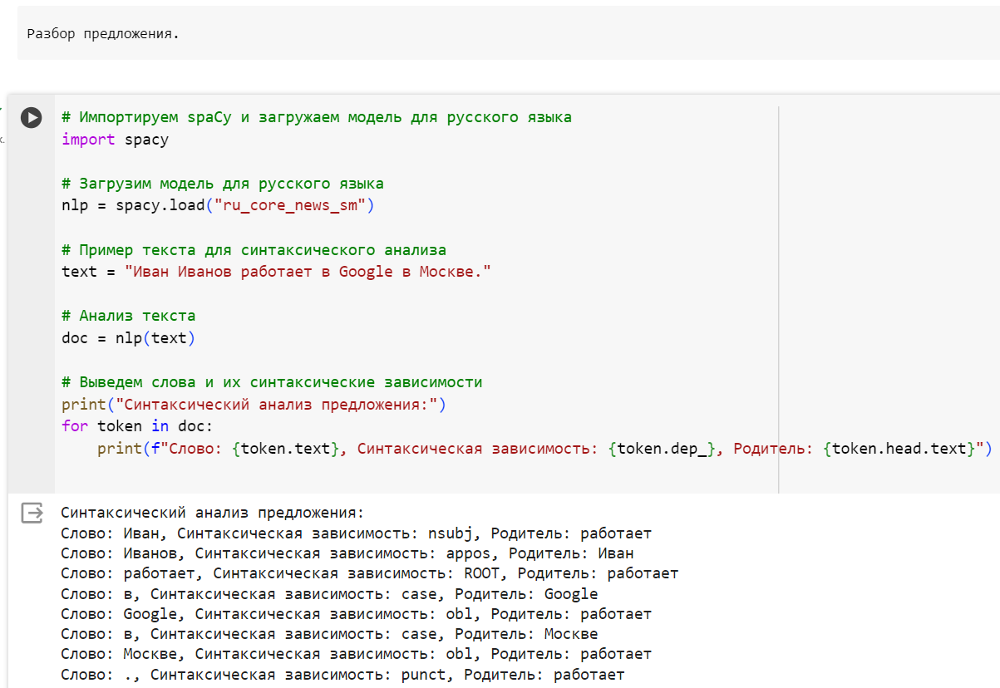 Разбор предложения.
# Импортируем spaCy и загружаем модель для русского языка
import spacy
# Загрузим модель для русского языка
nlp = spacy.load("ru_core_news_sm")
# Пример текста для синтаксического анализа
text = "Иван Иванов работает в Google в Москве."
# Анализ текста
doc = nlp(text)
# Выведем слова и их синтаксические зависимости
print("Синтаксический анализ предложения:")
for token in doc:
    print(f"Слово: {token.text}, Синтаксическая зависимость: {token.dep_}, Родитель: {token.head.text}")
Синтаксический анализ предложения:
Слово: Иван, Синтаксическая зависимость: nsubj, Родитель: работает
Слово: Иванов, Синтаксическая зависимость: appos, Родитель: Иван
Слово: работает, Синтаксическая зависимость: ROOT, Родитель: работает
Слово: в, Синтаксическая зависимость: case, Родитель: Google
Слово: Google, Синтаксическая зависимость: obl, Родитель: работает
Слово: в, Синтаксическая зависимость: case, Родитель: Москве
Слово: Москве, Синтаксическая зависимость: obl, Родитель: работает
Слово: ., Синтаксическая зависимость: punct, Родитель: работает